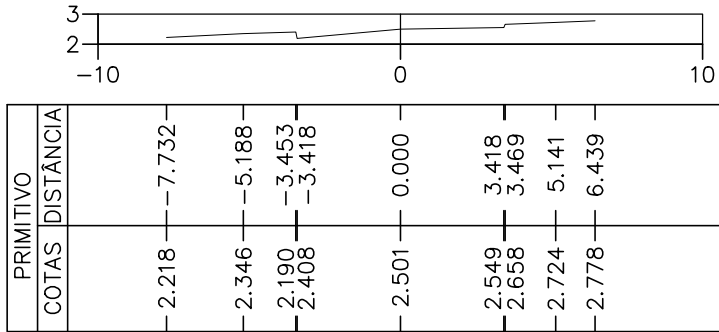 3
2
−10 0 10
PRIMITIVO
DISTÂNCIA −7.732 −5.188 −3.453 −3.418 0.000 3.418 3.469 5.141 6.439
COTAS 2.218 2.346 2.190 2.408 2.501 2.549 2.658 2.724 2.778